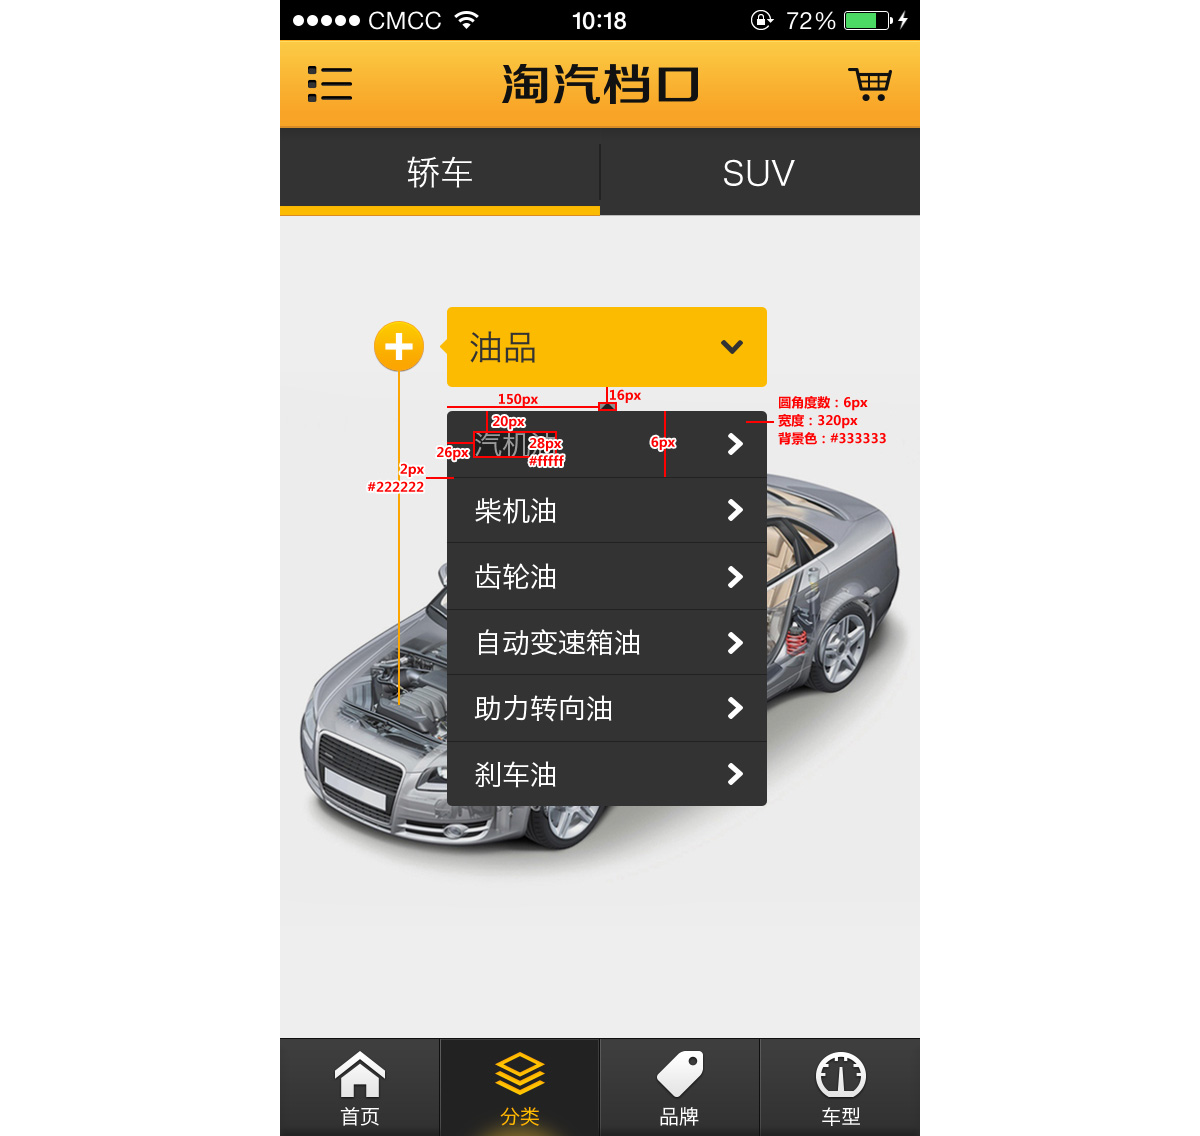 CMCC 10:18 72%
淘汽档口
轿车 SUV
油品
150px 16px
圆角度数：6px
宽度：320px
背景色：#333333
20px
汽机油
28px
#fffff
26px
6px
2px
#222222
柴机油
齿轮油
自动变速箱油
助力转向油
刹车油
首页 分类 品牌 车型